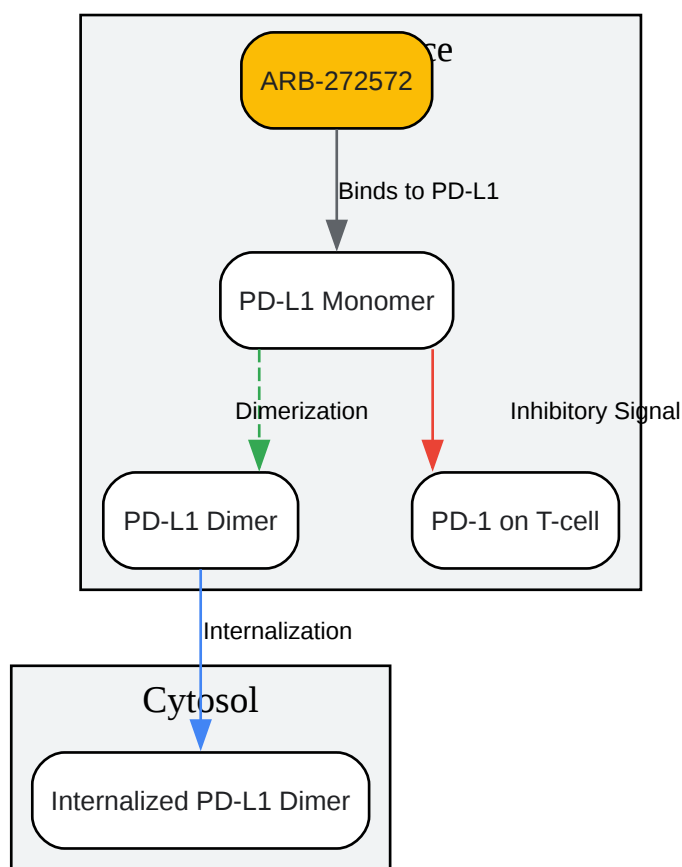 ARB-272572
Binds to PD-L1
PD-L1 Monomer
Dimerization
Inhibitory Signal
PD-L1 Dimer
PD-1 on T-cell
Internalization
Cytosol
Internalized PD-L1 Dimer